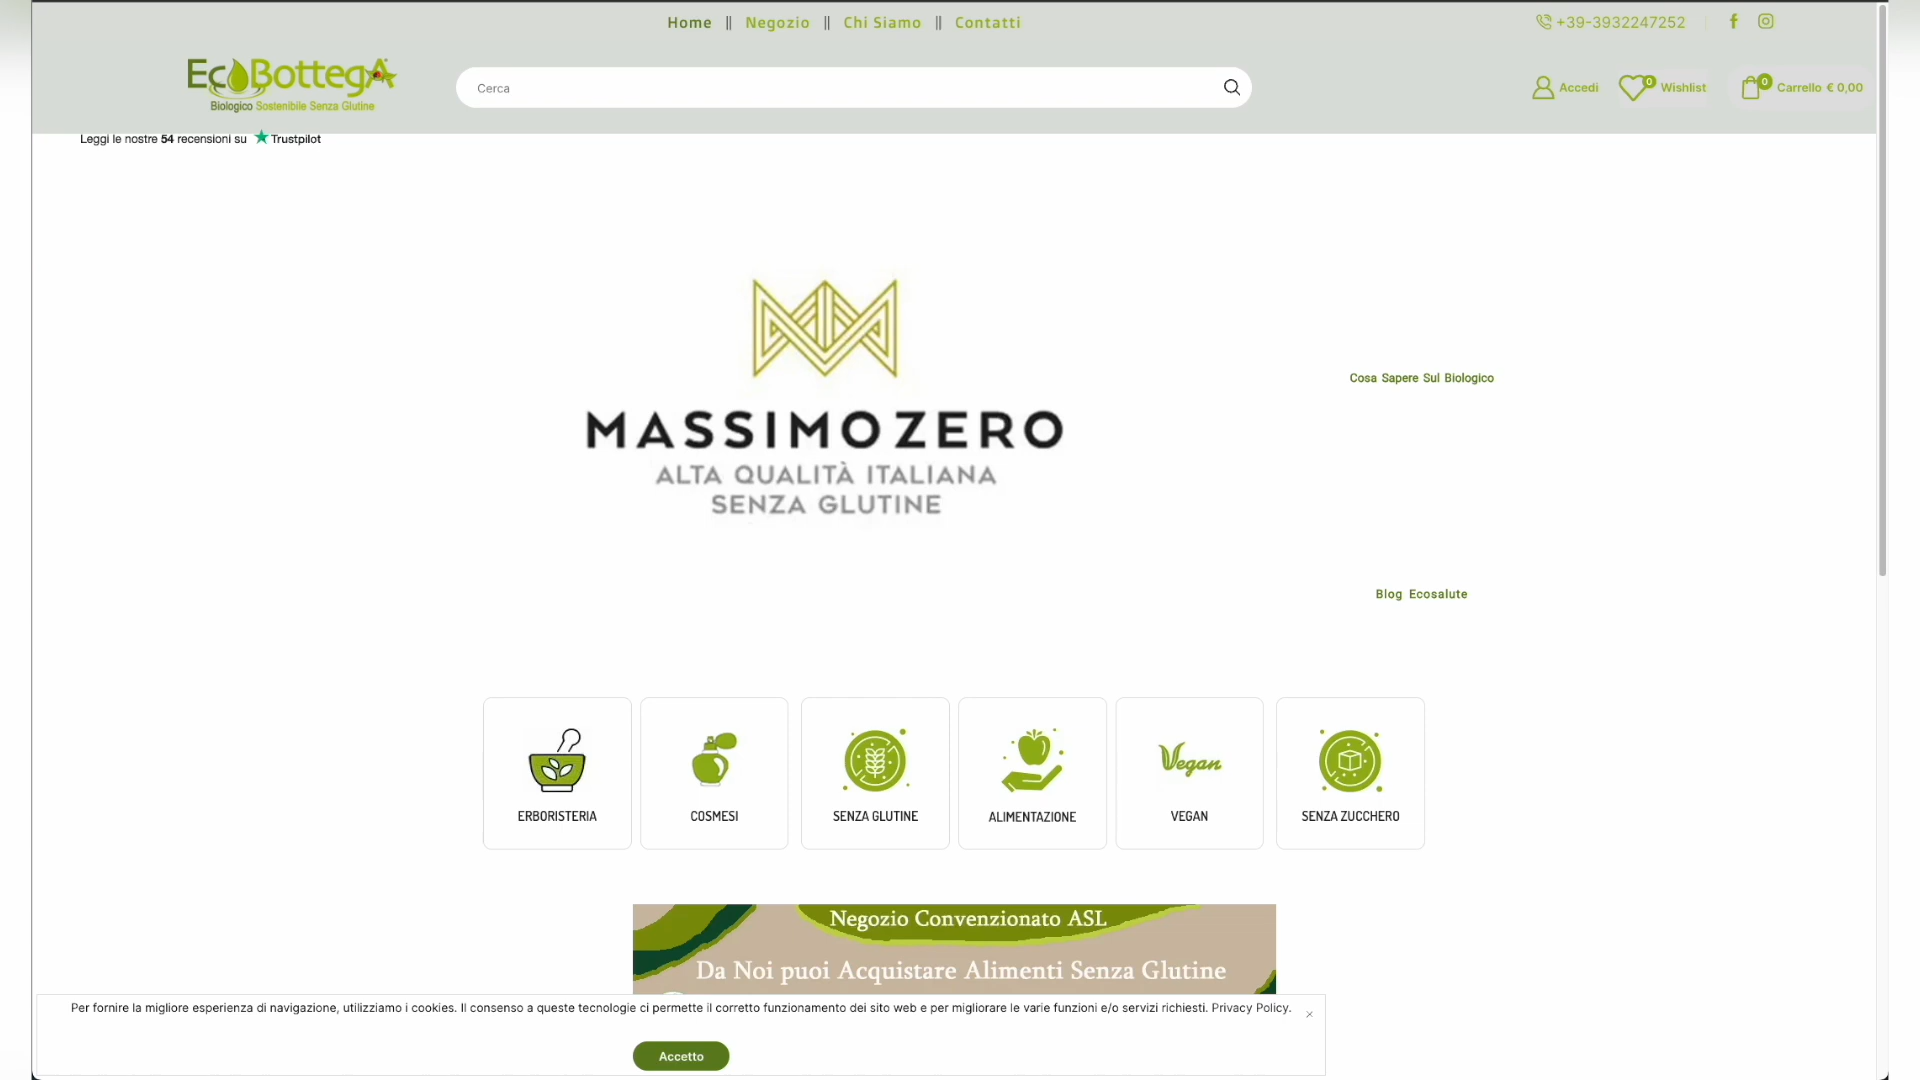 Home || Negozio || Chi Siamo || Contatti
+39-3932247252
EcoBottegA
Biologico Sostenibile Senza Glutine
Cerca
Accedi
0
Wishlist
0
Carrello € 0,00
Leggi le nostre 54 recensioni su Trustpilot
MASSIMOZERO
ALTA QUALITÀ ITALIANA
SENZA GLUTINE
Cosa Sapere Sul Biologico
Blog Ecosalute
ERBORISTERIA
COSMESI
SENZA GLUTINE
ALIMENTAZIONE
Vegan
VEGAN
SENZA ZUCCHERO
Negozio Convenzionato ASL
Da Noi puoi Acquistare Alimenti Senza Glutine
Per fornire la migliore esperienza di navigazione, utilizziamo i cookies. Il consenso a queste tecnologie ci permette il corretto funzionamento dei sito web e per migliorare le varie funzioni e/o servizi richiesti. Privacy Policy.
Accetto